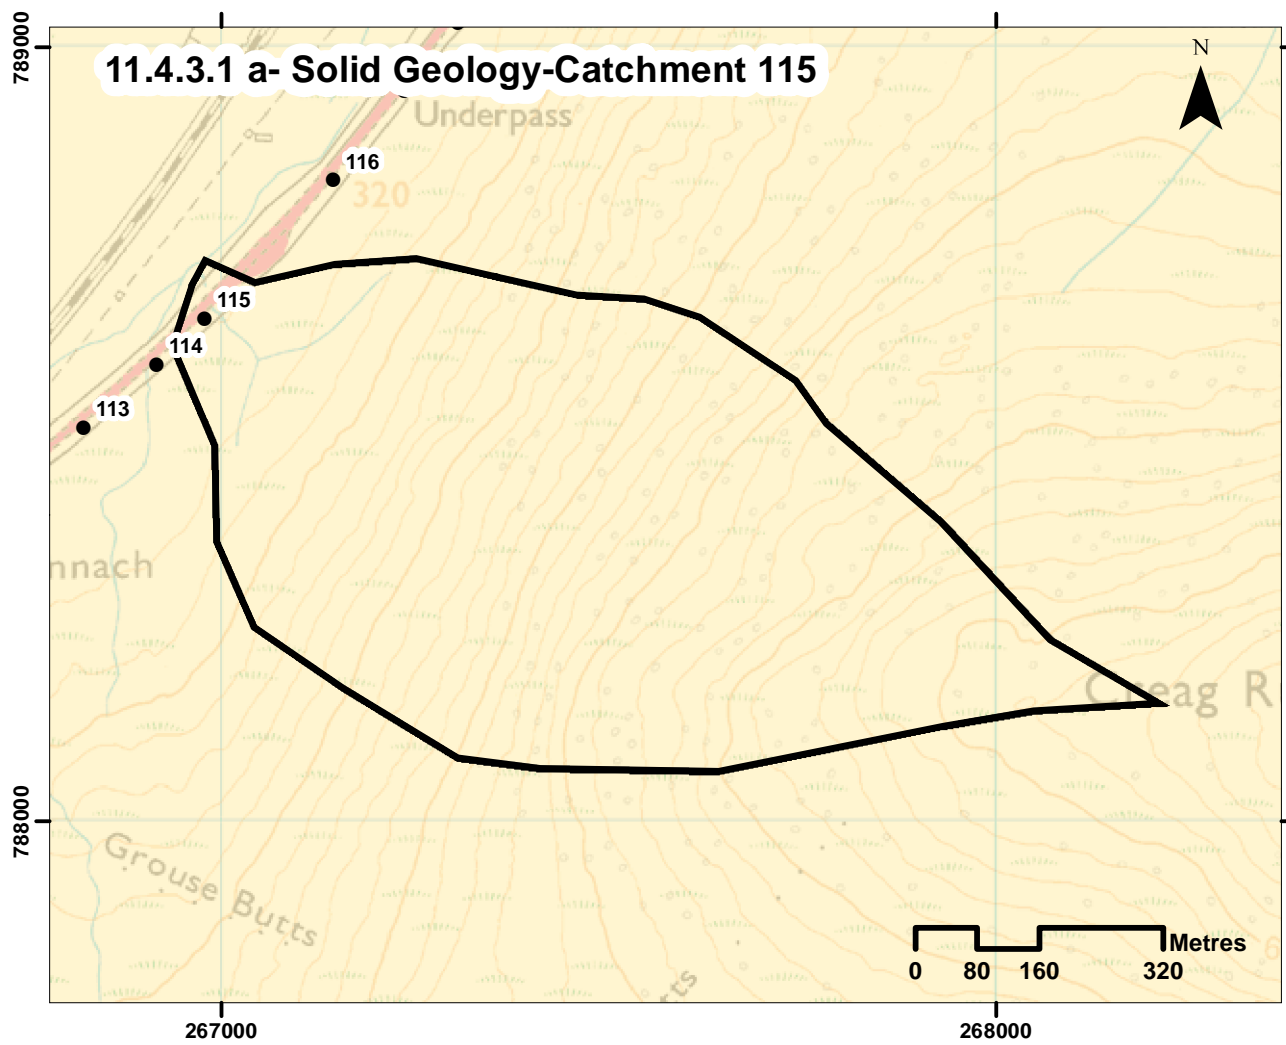 789000
11.4.3.1 a- Solid Geology-Catchment 115
N
Underpass
116
320
115
114
113
nnach
Creag R
788000
Grouse Butts
Metres
0 80 160 320
267000 268000